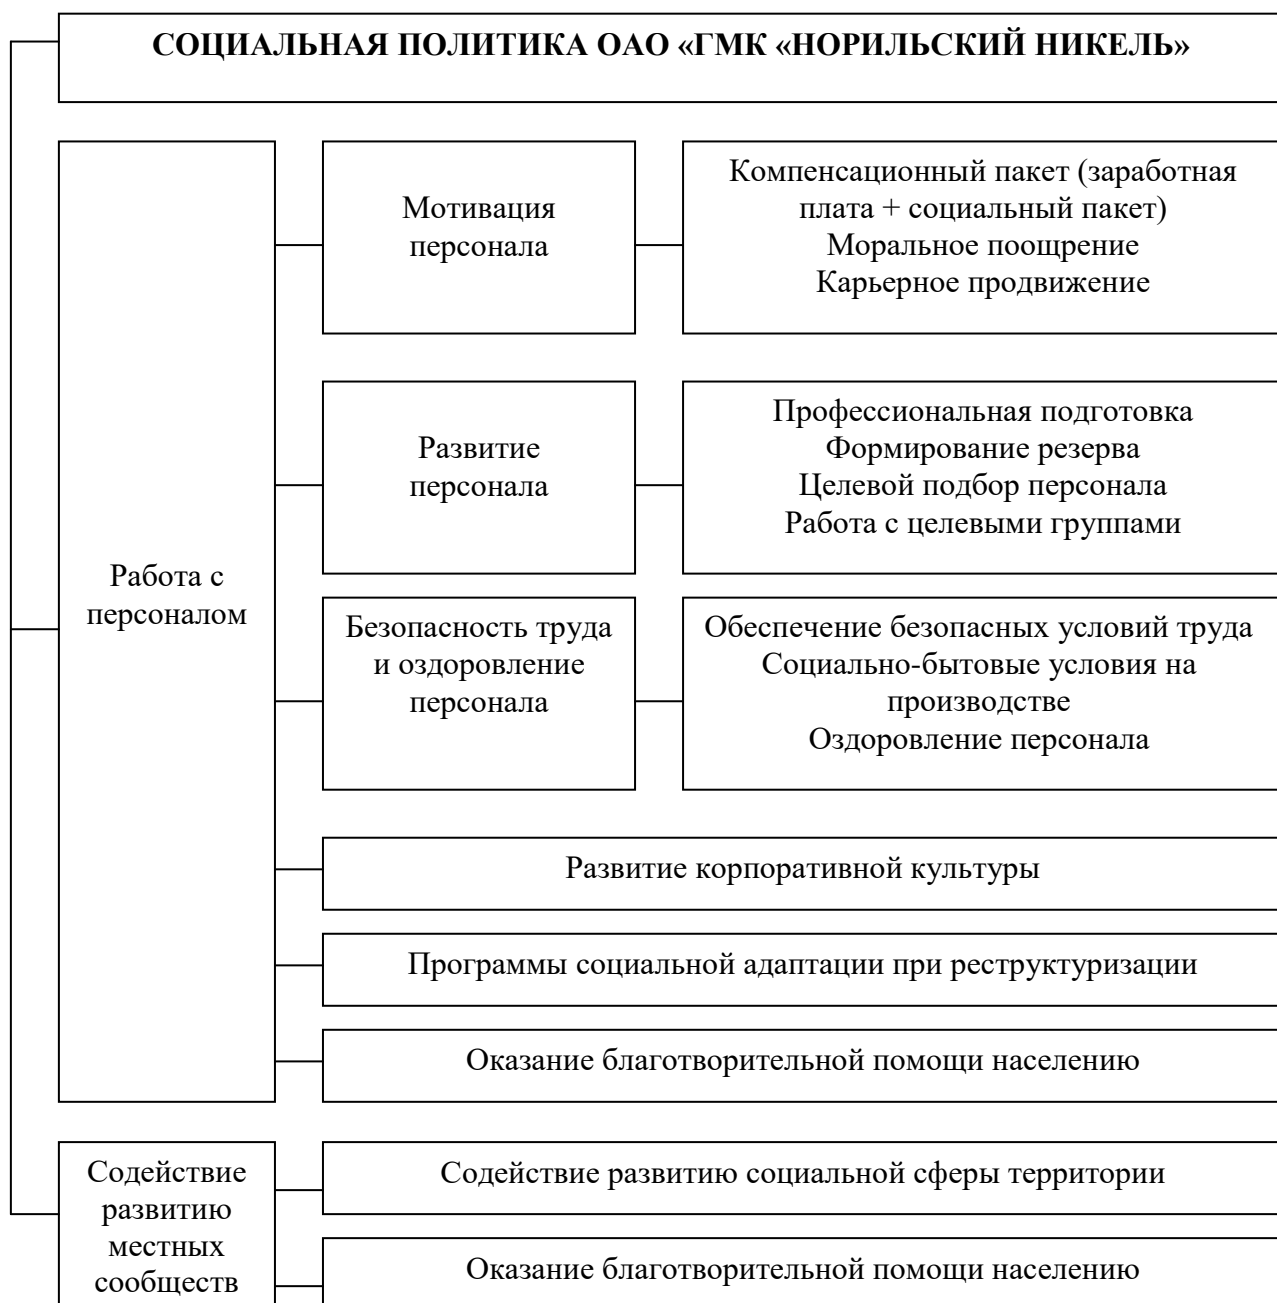 СОЦИАЛЬНАЯ ПОЛИТИКА ОАО «ГМК «НОРИЛЬСКИЙ НИКЕЛЬ»
Работа с
персоналом
Мотивация
персонала
Компенсационный пакет (заработная
плата + социальный пакет)
Моральное поощрение
Карьерное продвижение
Развитие
персонала
Профессиональная подготовка
Формирование резерва
Целевой подбор персонала
Работа с целевыми группами
Безопасность труда
и оздоровление
персонала
Обеспечение безопасных условий труда
Социально-бытовые условия на
производстве
Оздоровление персонала
Развитие корпоративной культуры
Программы социальной адаптации при реструктуризации
Оказание благотворительной помощи населению
Содействие
развитию
местных
сообществ
Содействие развитию социальной сферы территории
Оказание благотворительной помощи населению